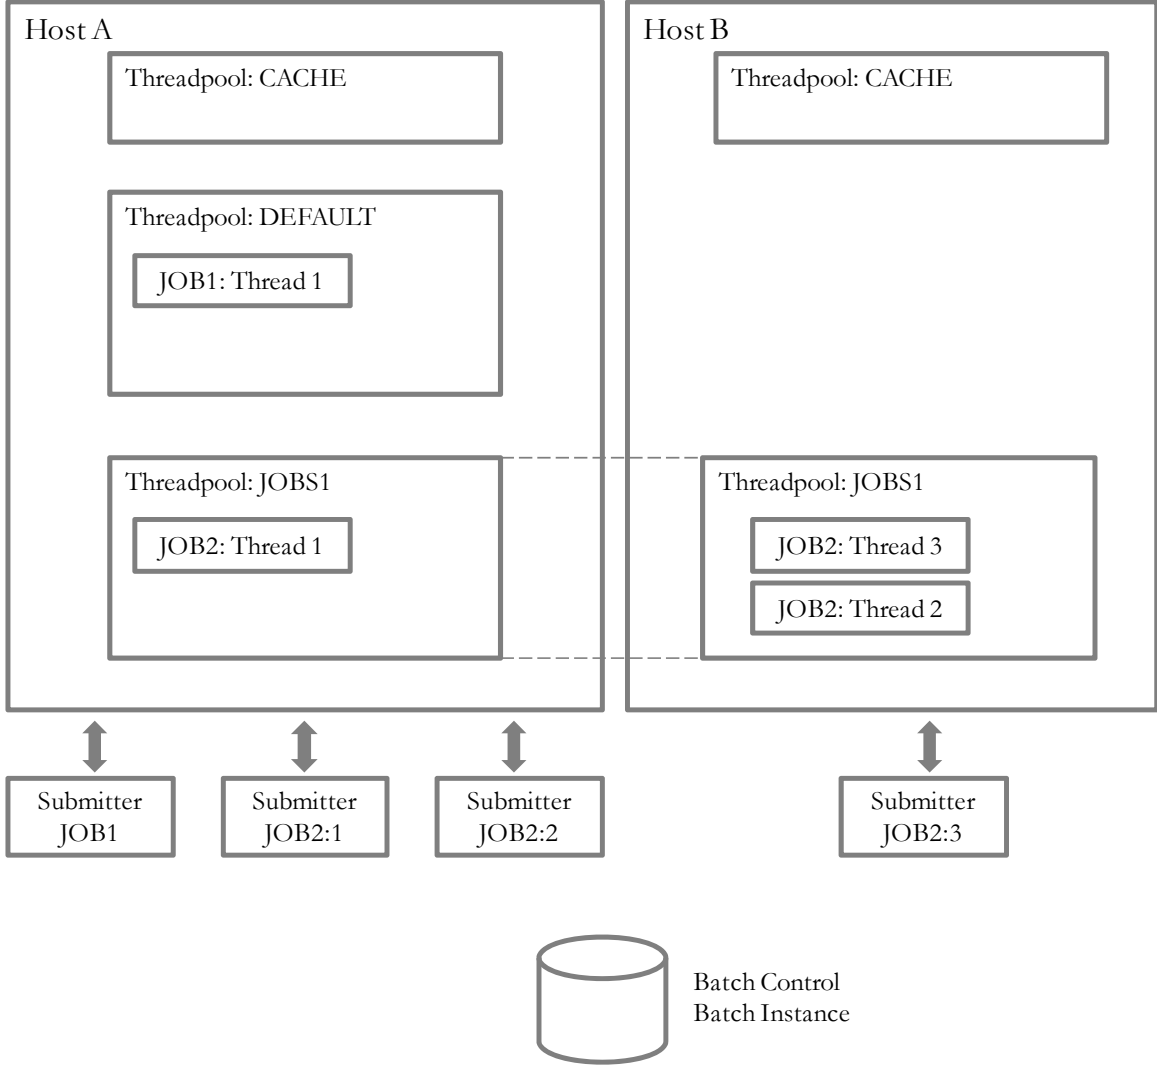 Host A
Threadpool: CACHE
Threadpool: DEFAULT
JOB1: Thread 1
Threadpool: JOBS1
JOB2: Thread 1
Host B
Threadpool: CACHE
Threadpool: JOBS1
JOB2: Thread 3
JOB2: Thread 2
Submitter
JOB1
Submitter
JOB2:1
Submitter
JOB2:2
Submitter
JOB2:3
Batch Control
Batch Instance